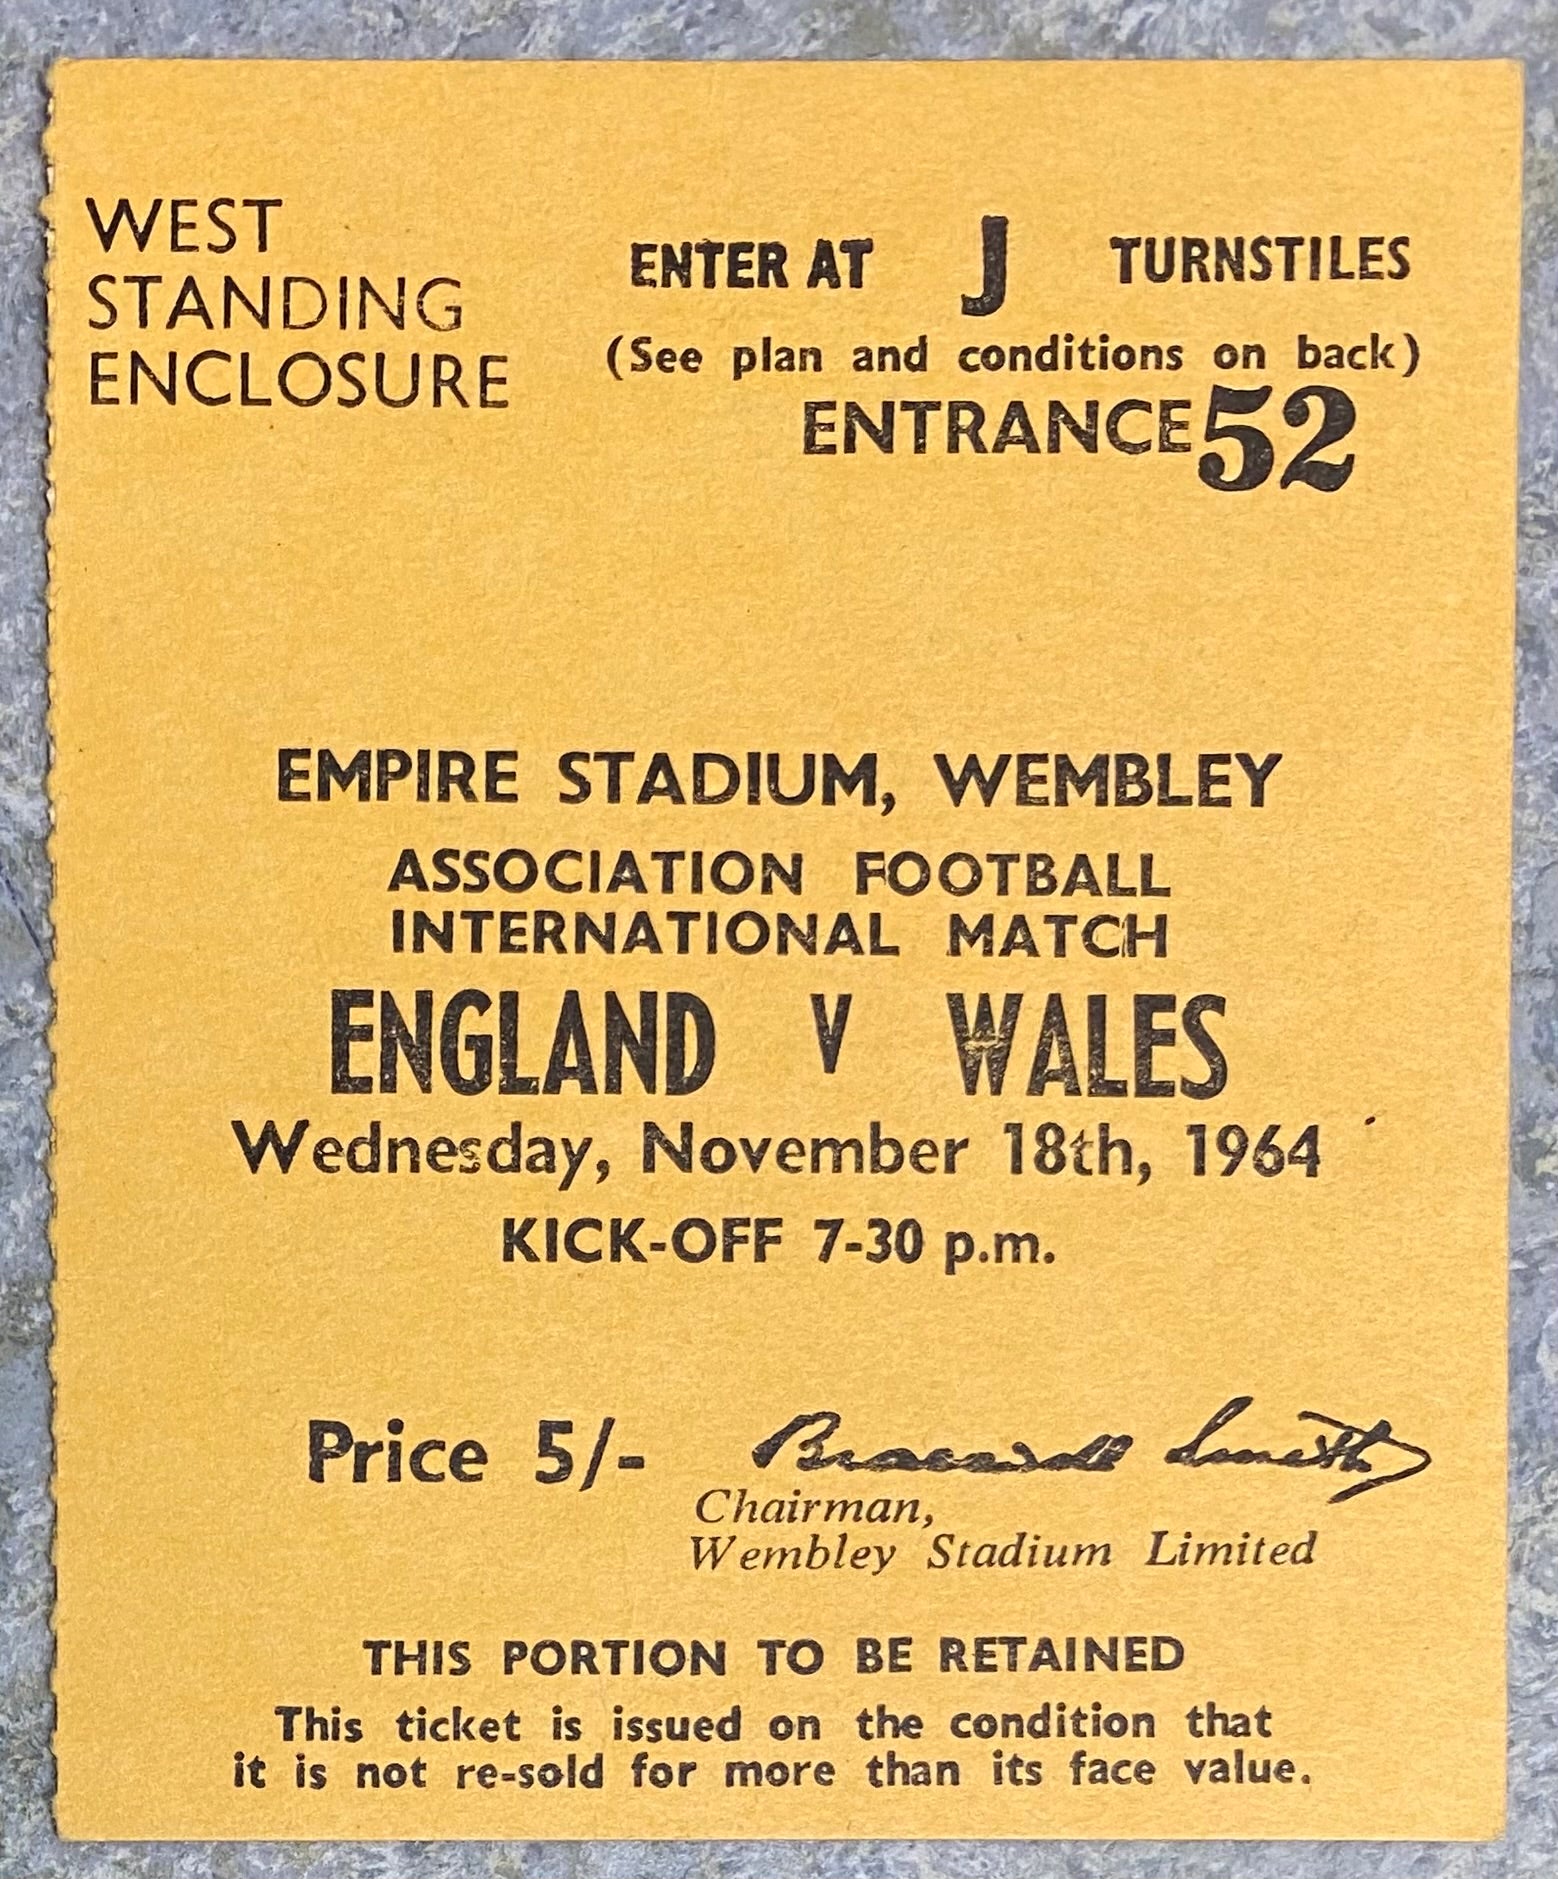 WEST
STANDING
ENCLOSURE
ENTER AT J TURNSTILES
(See plan and conditions on back)
ENTRANCE 52
EMPIRE STADIUM, WEMBLEY
ASSOCIATION FOOTBALL
INTERNATIONAL MATCH
ENGLAND V WALES
Wednesday, November 18th, 1964
KICK-OFF 7-30 p.m.
Price 5/-
Bracewell Smith
Chairman,
Wembley Stadium Limited
THIS PORTION TO BE RETAINED
This ticket is issued on the condition that
it is not re-sold for more than its face value.